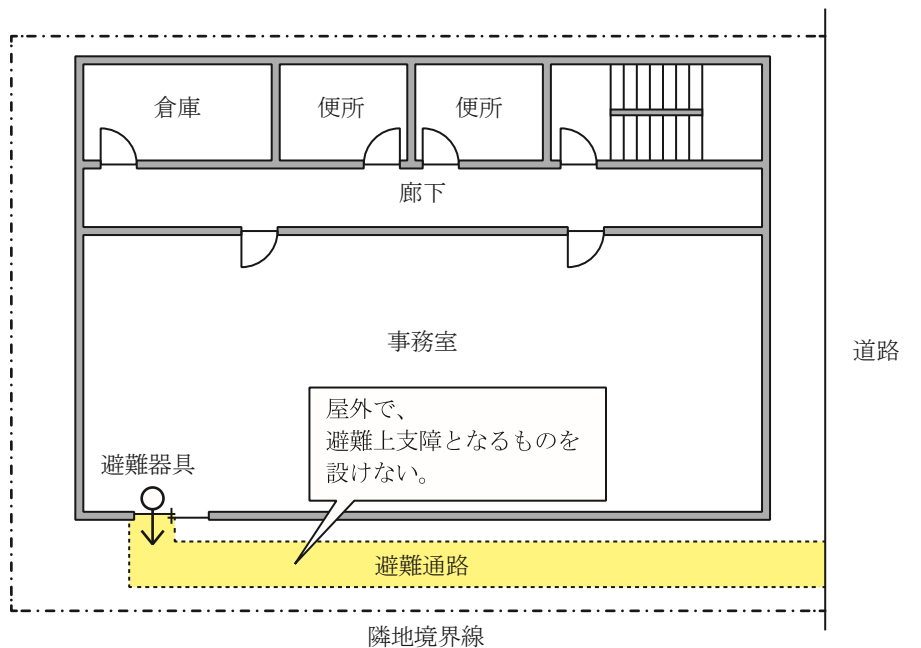 倉庫
便所
便所
廊下
事務室
道路
屋外で、
避難上支障となるものを
設けない。
避難器具
避難通路
隣地境界線